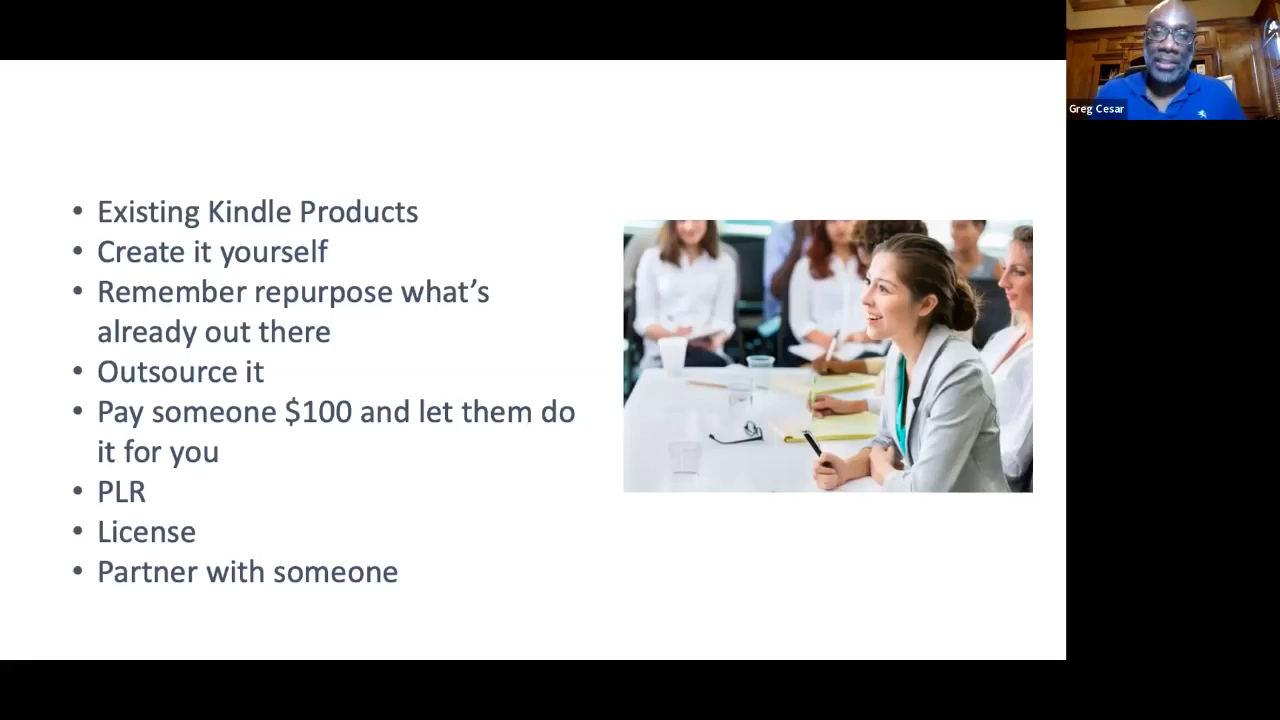 • Existing Kindle Products
• Create it yourself
• Remember repurpose what’s
already out there
• Outsource it
• Pay someone $100 and let them do
it for you
• PLR
• License
• Partner with someone
Greg Cesar